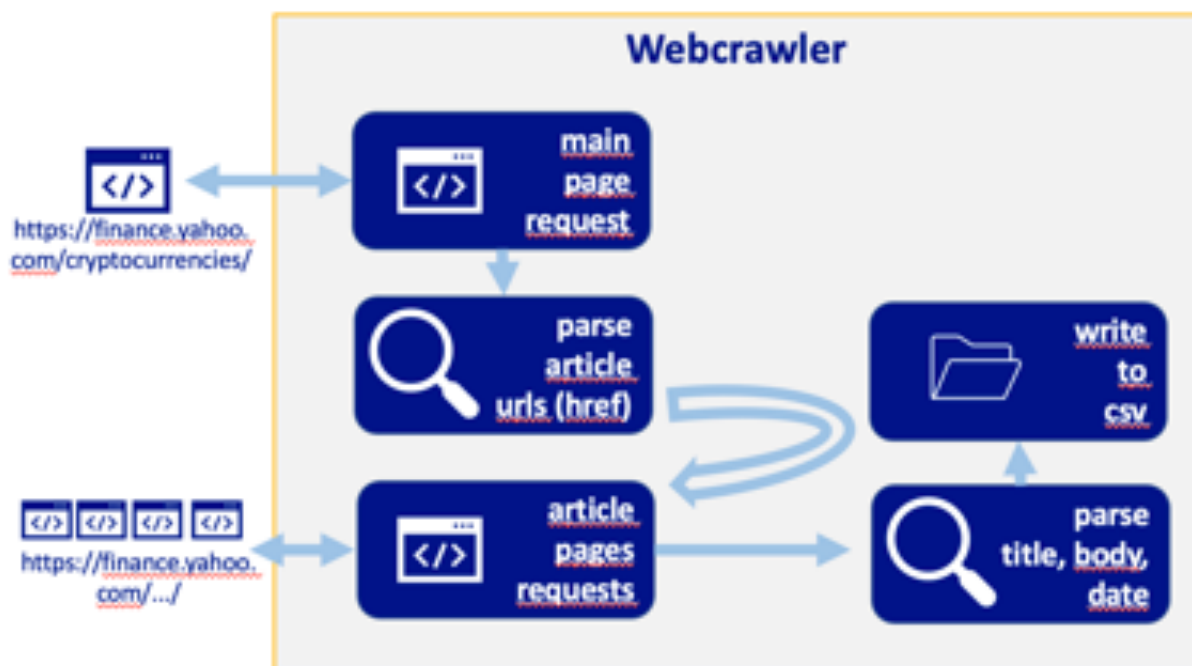 Webcrawler
</>
https://finance.yahoo.
com/cryptocurrencies/
</>
main
page
request
parse
article
urls (href)
write
to
csv
</> </> </> </>
https://finance.yahoo.
com/.../
</>
article
pages
requests
parse
title, body,
date